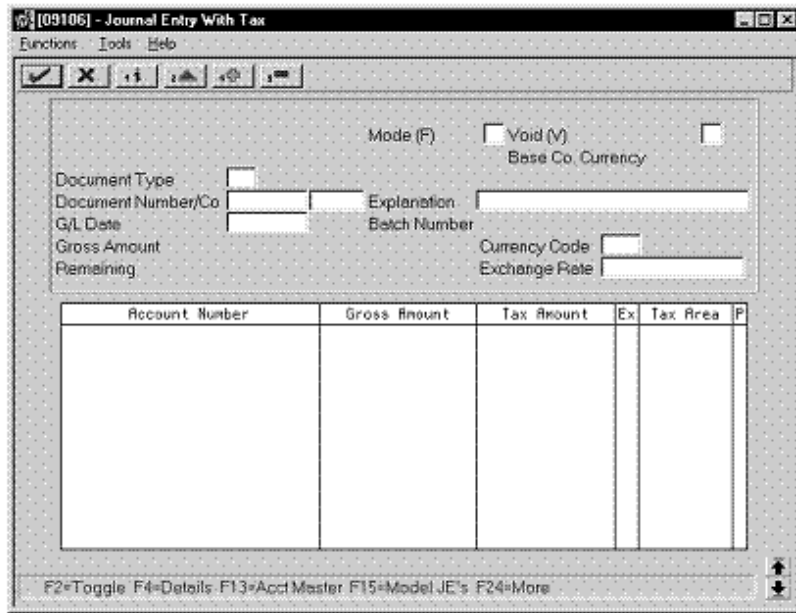 [09106] - Journal Entry With Tax
Functions Tools Help
Mode (F) Void (V)
Base Co. Currency
Document Type
Document Number/Co Explanation
G/L Date Batch Number
Gross Amount Currency Code
Remaining Exchange Rate
Account Number Gross Amount Tax Amount Ex Tax Area P
F2=Toggle F4=Details F13=Acct Master F15=Model JE's F24=More